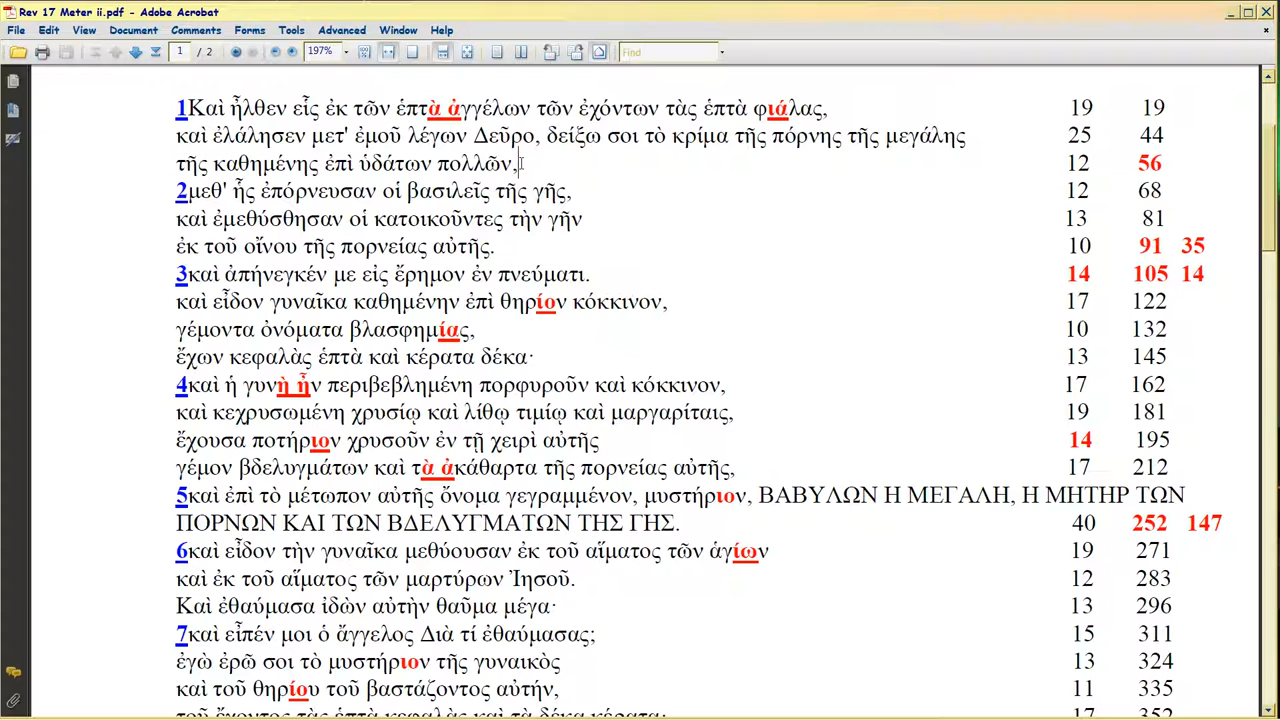 Rev 17 Meter ii.pdf - Adobe Acrobat
File Edit View Document Comments Forms Tools Advanced Window Help
1 / 2 197% Find
1Καὶ ἦλθεν εἷς ἐκ τῶν ἑπτὰ ἀγγέλων τῶν ἐχόντων τὰς ἑπτὰ φιάλας, 19 19
καὶ ἐλάλησεν μετ' ἐμοῦ λέγων Δεῦρο, δείξω σοι τὸ κρίμα τῆς πόρνης τῆς μεγάλης 25 44
τῆς καθημένης ἐπὶ ὑδάτων πολλῶν, 12 56
2μεθ' ἧς ἐπόρνευσαν οἱ βασιλεῖς τῆς γῆς, 12 68
καὶ ἐμεθύσθησαν οἱ κατοικοῦντες τὴν γῆν 13 81
ἐκ τοῦ οἴνου τῆς πορνείας αὐτῆς. 10 91 35
3καὶ ἀπήνεγκέν με εἰς ἔρημον ἐν πνεύματι. 14 105 14
καὶ εἶδον γυναῖκα καθημένην ἐπὶ θηρίον κόκκινον, 17 122
γέμοντα ὀνόματα βλασφημίας, 10 132
ἔχων κεφαλὰς ἑπτὰ καὶ κέρατα δέκα· 13 145
4καὶ ἡ γυνὴ ἦν περιβεβλημένη πορφυροῦν καὶ κόκκινον, 17 162
καὶ κεχρυσωμένη χρυσίῳ καὶ λίθῳ τιμίῳ καὶ μαργαρίταις, 19 181
ἔχουσα ποτήριον χρυσοῦν ἐν τῇ χειρὶ αὐτῆς 14 195
γέμον βδελυγμάτων καὶ τὰ ἀκάθαρτα τῆς πορνείας αὐτῆς, 17 212
5καὶ ἐπὶ τὸ μέτωπον αὐτῆς ὄνομα γεγραμμένον, μυστήριον, ΒΑΒΥΛΩΝ Η ΜΕΓΑΛΗ, Η ΜΗΤΗΡ ΤΩΝ
ΠΟΡΝΩΝ ΚΑΙ ΤΩΝ ΒΔΕΛΥΓΜΑΤΩΝ ΤΗΣ ΓΗΣ. 40 252 147
6καὶ εἶδον τὴν γυναῖκα μεθύουσαν ἐκ τοῦ αἵματος τῶν ἁγίων 19 271
καὶ ἐκ τοῦ αἵματος τῶν μαρτύρων Ἰησοῦ. 12 283
Καὶ ἐθαύμασα ἰδὼν αὐτὴν θαῦμα μέγα· 13 296
7καὶ εἶπέν μοι ὁ ἄγγελος Διὰ τί ἐθαύμασας; 15 311
ἐγὼ ἐρῶ σοι τὸ μυστήριον τῆς γυναικὸς 13 324
καὶ τοῦ θηρίου τοῦ βαστάζοντος αὐτήν, 11 335
τοῦ ἔχοντος τὰς ἑπτὰ κεφαλὰς καὶ τὰ δέκα κέρατα· 17 352